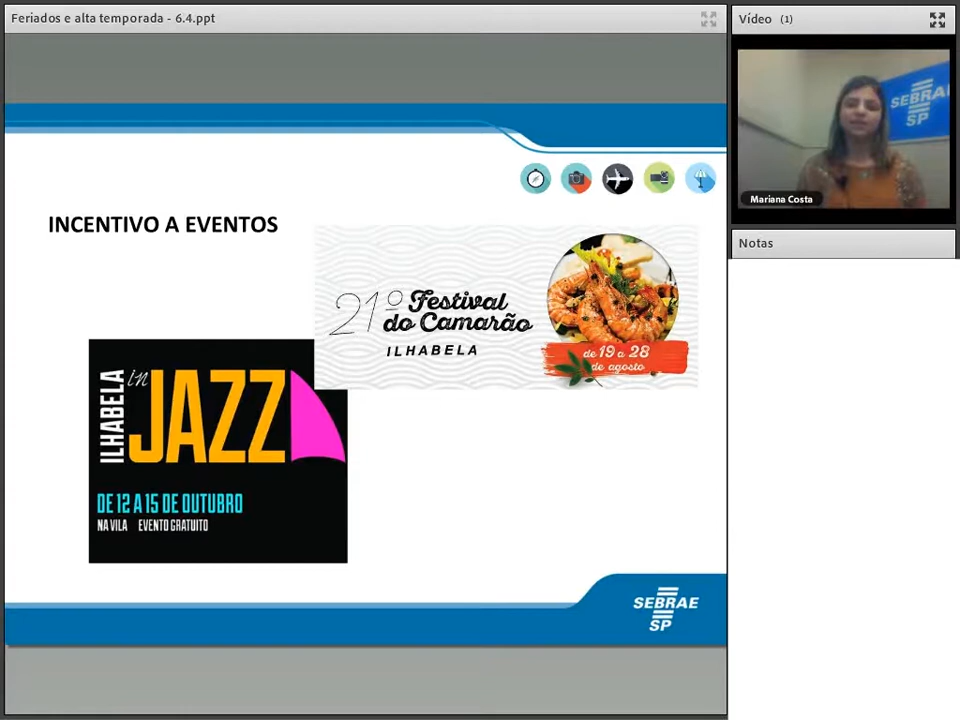 Feriados e alta temporada - 6.4.ppt
Vídeo (1)
SEBRAE
SP
Mariana Costa
Notas
INCENTIVO A EVENTOS
21º Festival
do Camarão
ILHABELA
de 19 a 28
de agosto
ILHABELA
in
JAZZ
DE 12 A 15 DE OUTUBRO
NA VILA EVENTO GRATUITO
SEBRAE
SP